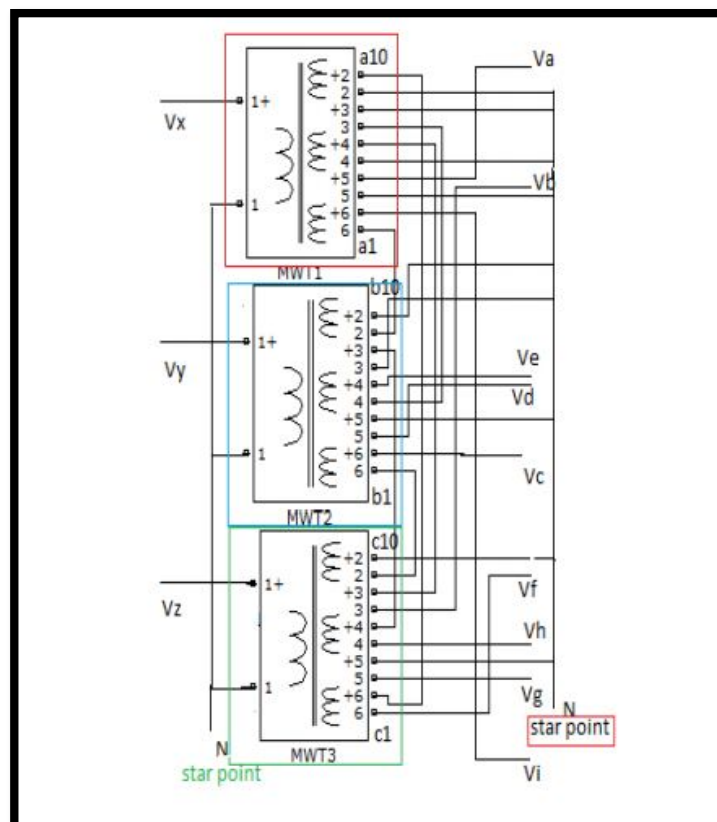 a10
+2
2
+3
3
+4
4
+5
5
+6
6
a1
1+
1
Vx
MWT1
Va
Vb
b10
+2
2
+3
3
+4
4
+5
5
+6
6
b1
1+
1
Vy
MWT2
Ve
Vd
Vc
c10
+2
2
+3
3
+4
4
+5
5
+6
6
c1
1+
1
Vz
MWT3
Vf
Vh
Vg
N
star point
Vi
N
star point